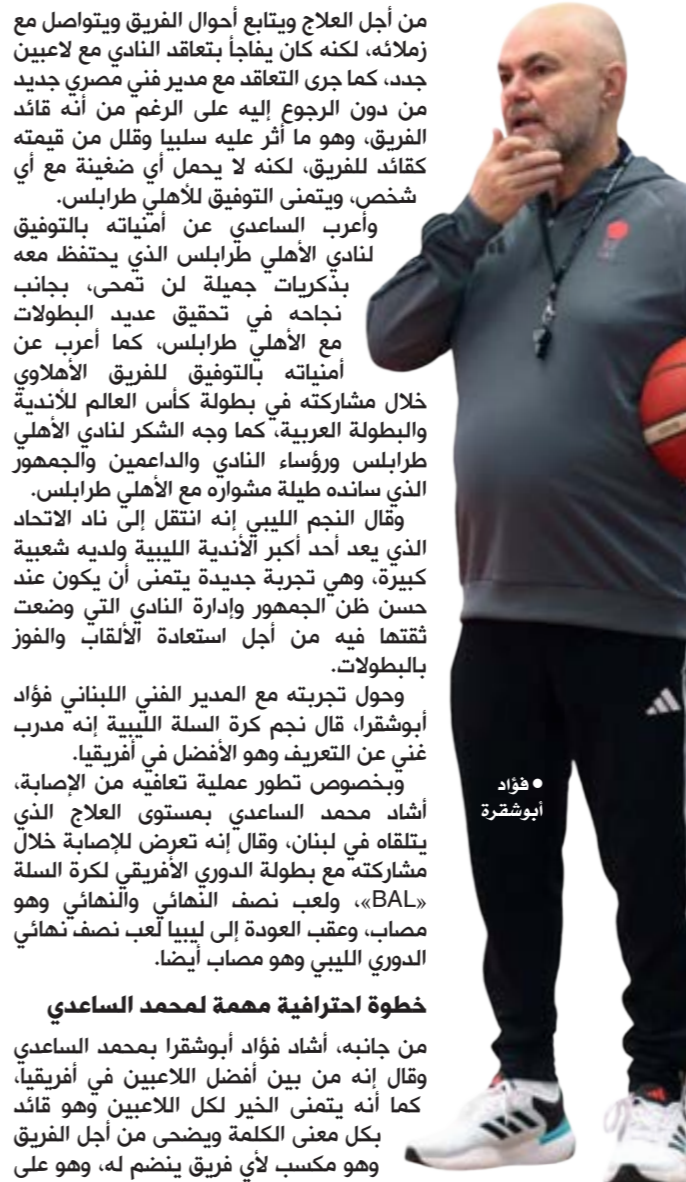 من أجل العلاج ويتابع أحوال الفريق ويتواصل مع
زملائه، لكنه كان يفاجأ بتعاقد النادي مع لاعبين
جدد، كما جرى التعاقد مع مدير فني مصري جديد
من دون الرجوع إليه على الرغم من أنه قائد
الفريق، وهو ما أثر عليه سلبيا وقلل من قيمته
كقائد للفريق، لكنه لا يحمل أي ضغينة مع أي
شخص، ويتمنى التوفيق للأهلي طرابلس.
وأعرب الساعدي عن أمنياته بالتوفيق
لنادي الأهلي طرابلس الذي يحتفظ معه
بذكريات جميلة لن تمحى، بجانب
نجاحه في تحقيق عديد البطولات
مع الأهلي طرابلس، كما أعرب عن
أمنياته بالتوفيق للفريق الأهلاوي
خلال مشاركته في بطولة كأس العالم للأندية
والبطولة العربية، كما وجه الشكر لنادي الأهلي
طرابلس ورؤساء النادي والداعمين والجمهور
الذي سانده طيلة مشواره مع الأهلي طرابلس.
وقال النجم الليبي إنه انتقل إلى ناد الاتحاد
الذي يعد أحد أكبر الأندية الليبية ولديه شعبية
كبيرة، وهي تجربة جديدة يتمنى أن يكون عند
حسن ظن الجمهور وإدارة النادي التي وضعت
ثقتها فيه من أجل استعادة الألقاب والفوز
بالبطولات.
وحول تجربته مع المدير الفني اللبناني فؤاد
أبوشقرا، قال نجم كرة السلة الليبية إنه مدرب
غني عن التعريف وهو الأفضل في أفريقيا.
وبخصوص تطور عملية تعافيه من الإصابة،
أشاد محمد الساعدي بمستوى العلاج الذي
يتلقاه في لبنان، وقال إنه تعرض للإصابة خلال
مشاركته مع بطولة الدوري الأفريقي لكرة السلة
«BAL»، ولعب نصف النهائي والنهائي وهو
مصاب، وعقب العودة إلى ليبيا لعب نصف نهائي
الدوري الليبي وهو مصاب أيضا.
خطوة احترافية مهمة لمحمد الساعدي
من جانبه، أشاد فؤاد أبوشقرا بمحمد الساعدي
وقال إنه من بين أفضل اللاعبين في أفريقيا،
كما أنه يتمنى الخير لكل اللاعبين وهو قائد
بكل معنى الكلمة ويضحى من أجل الفريق
وهو مكسب لأي فريق ينضم له، وهو على
• فؤاد
أبوشقرة